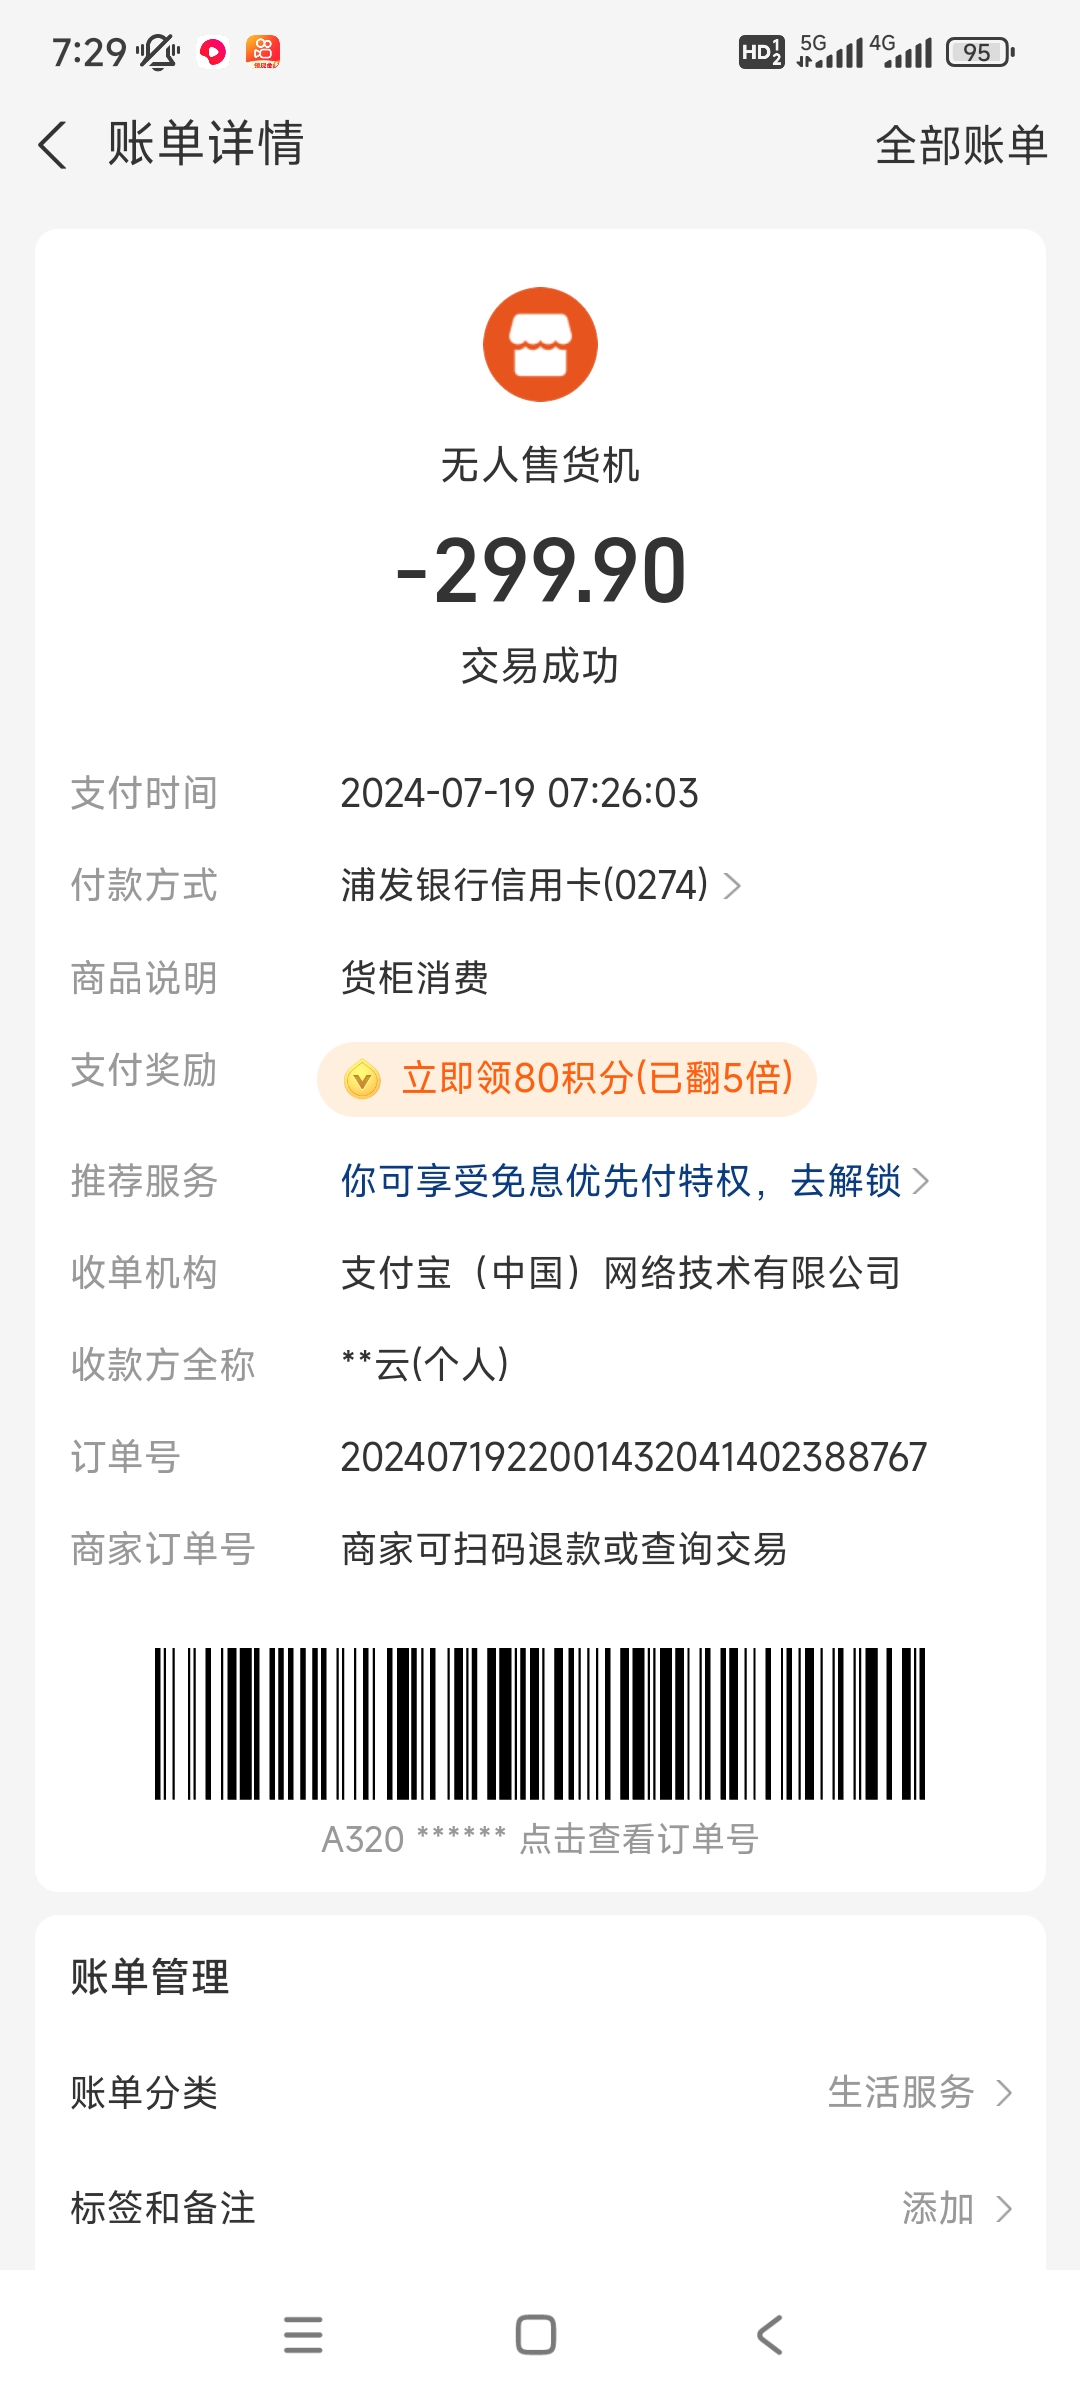 7:29
HD 1 2 5G 4G 95
账单详情 全部账单
无人售货机
-299.90
交易成功
支付时间 2024-07-19 07:26:03
付款方式 浦发银行信用卡(0274)
商品说明 货柜消费
支付奖励 立即领80积分(已翻5倍)
推荐服务 你可享受免息优先付特权，去解锁
收单机构 支付宝（中国）网络技术有限公司
收款方全称 **云(个人)
订单号 2024071922001432041402388767
商家订单号 商家可扫码退款或查询交易
A320 ****** 点击查看订单号
账单管理
账单分类 生活服务
标签和备注 添加